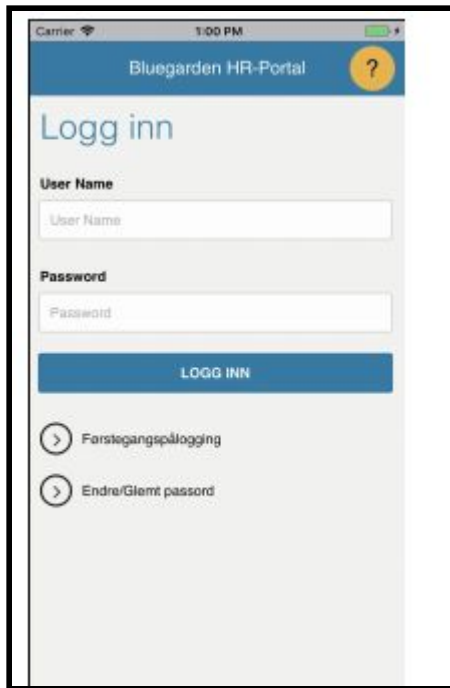 Carrier 1:00 PM
Bluegarden HR-Portal ?
Logg inn
User Name
User Name
Password
Password
LOGG INN
Førstegangspålogging
Endre/Glemt passord